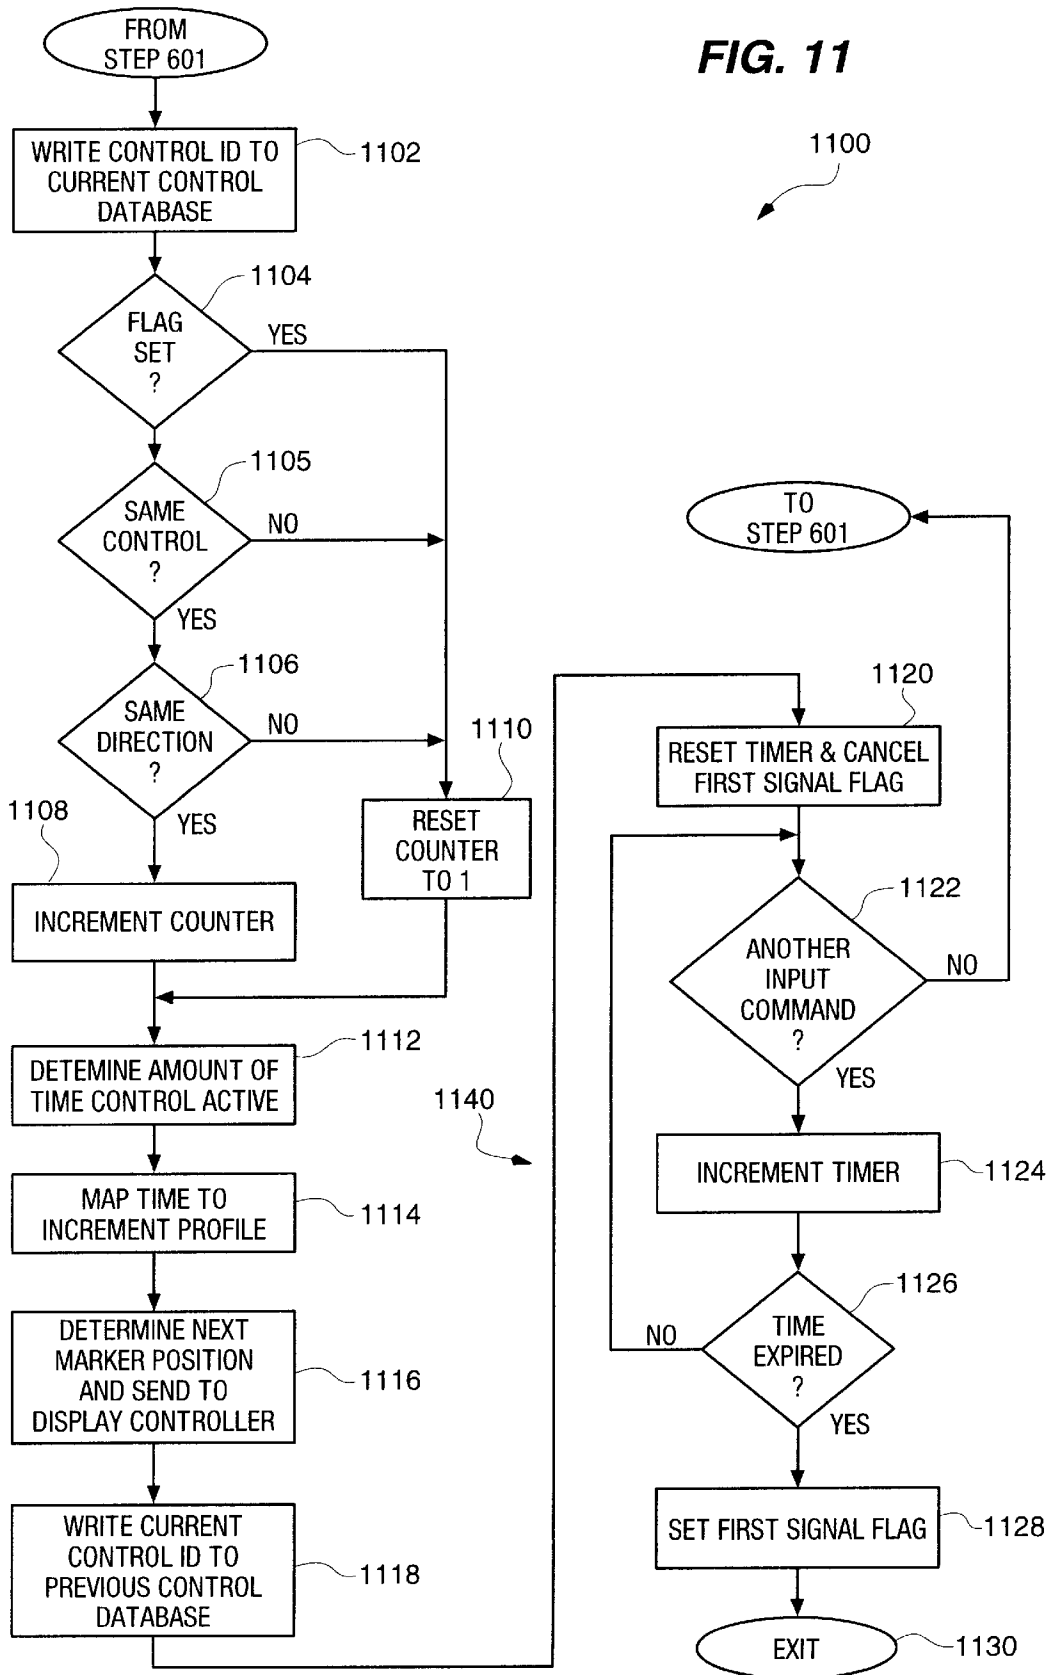 FROM
STEP 601
FIG. 11
1100
WRITE CONTROL ID TO
CURRENT CONTROL
DATABASE
1102
FLAG
SET
?
1104
YES
SAME
CONTROL
?
1105
NO
YES
SAME
DIRECTION
?
1106
NO
YES
1108
INCREMENT COUNTER
1110
RESET
COUNTER
TO 1
DETEMINE AMOUNT OF
TIME CONTROL ACTIVE
1112
MAP TIME TO
INCREMENT PROFILE
1114
DETERMINE NEXT
MARKER POSITION
AND SEND TO
DISPLAY CONTROLLER
1116
WRITE CURRENT
CONTROL ID TO
PREVIOUS CONTROL
DATABASE
1118
1140
TO
STEP 601
1120
RESET TIMER & CANCEL
FIRST SIGNAL FLAG
1122
ANOTHER
INPUT
COMMAND
?
NO
YES
INCREMENT TIMER
1124
1126
TIME
EXPIRED
?
NO
YES
SET FIRST SIGNAL FLAG
1128
EXIT
1130